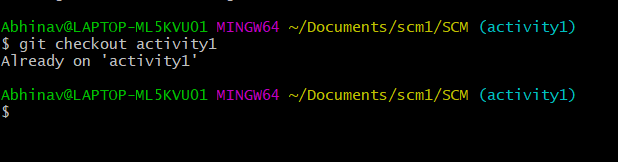 Abhinav@LAPTOP-ML5KVU01 MINGW64 ~/Documents/scm1/SCM (activity1)
$ git checkout activity1
Already on 'activity1'
Abhinav@LAPTOP-ML5KVU01 MINGW64 ~/Documents/scm1/SCM (activity1)
$